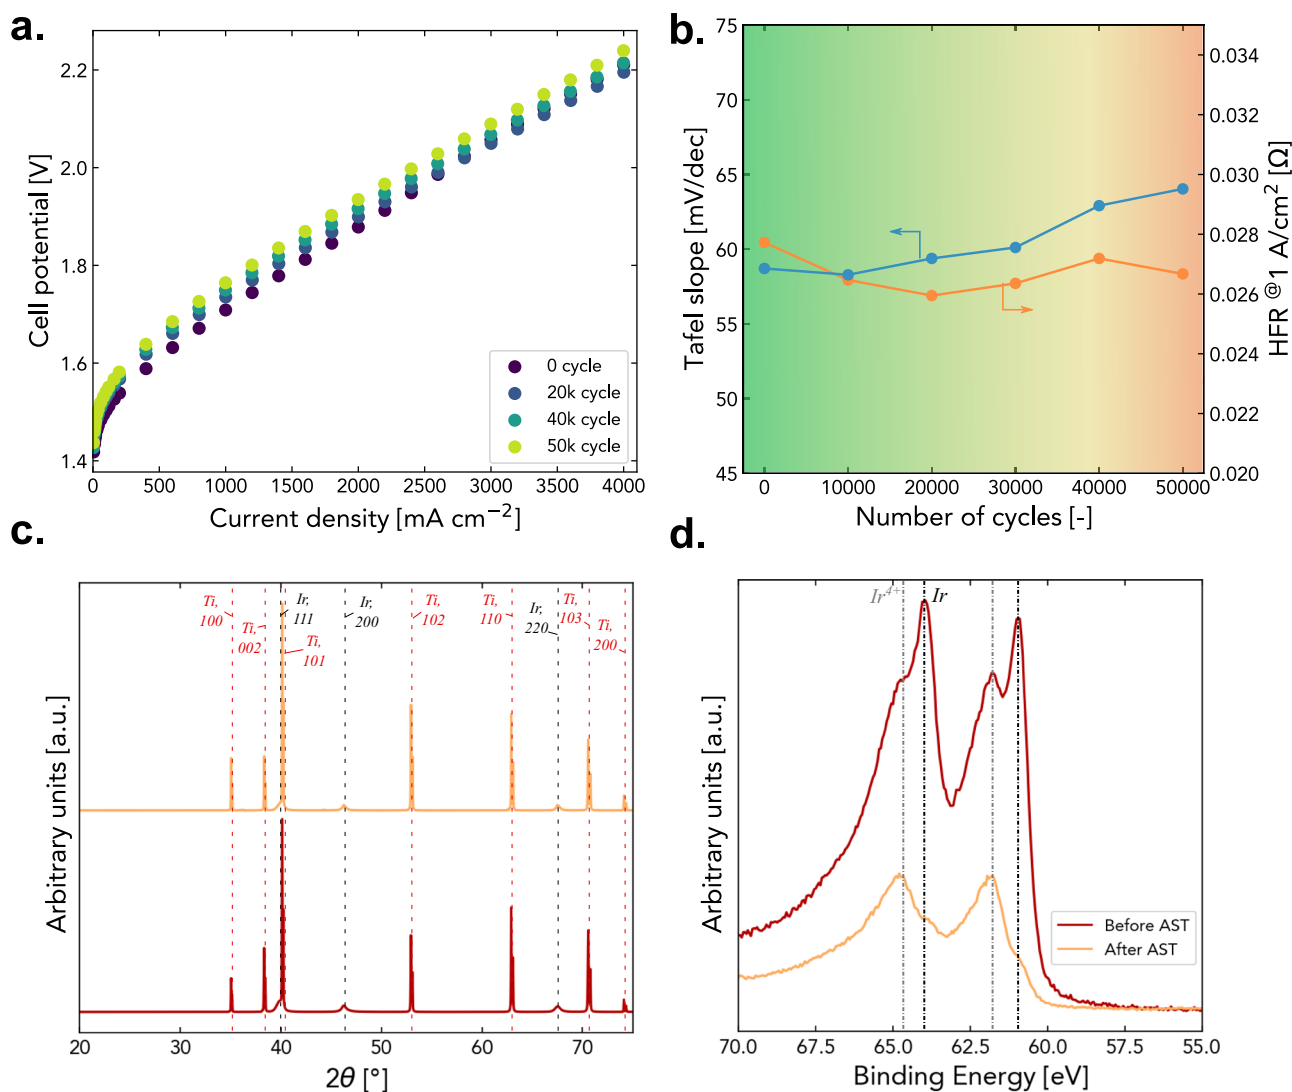 a.
2.2
2.0
1.8
1.6
1.4
Cell potential [V]
0 cycle
20k cycle
40k cycle
50k cycle
0 500 1000 1500 2000 2500 3000 3500 4000
Current density [mA cm−2]
b.
75
70
65
60
55
50
45
Tafel slope [mV/dec]
0.034
0.032
0.030
0.028
0.026
0.024
0.022
0.020
HFR @1 A/cm² [Ω]
0 10000 20000 30000 40000 50000
Number of cycles [-]
c.
Ti,
100
Ti,
002
Ir,
111
Ti,
101
Ir,
200
Ti,
102
Ti,
110
Ir,
220
Ti,
103
Ti,
200
Arbitrary units [a.u.]
20 30 40 50 60 70
2θ [°]
d.
Ir4+ Ir
Arbitrary units [a.u.]
Before AST
After AST
70.0 67.5 65.0 62.5 60.0 57.5 55.0
Binding Energy [eV]